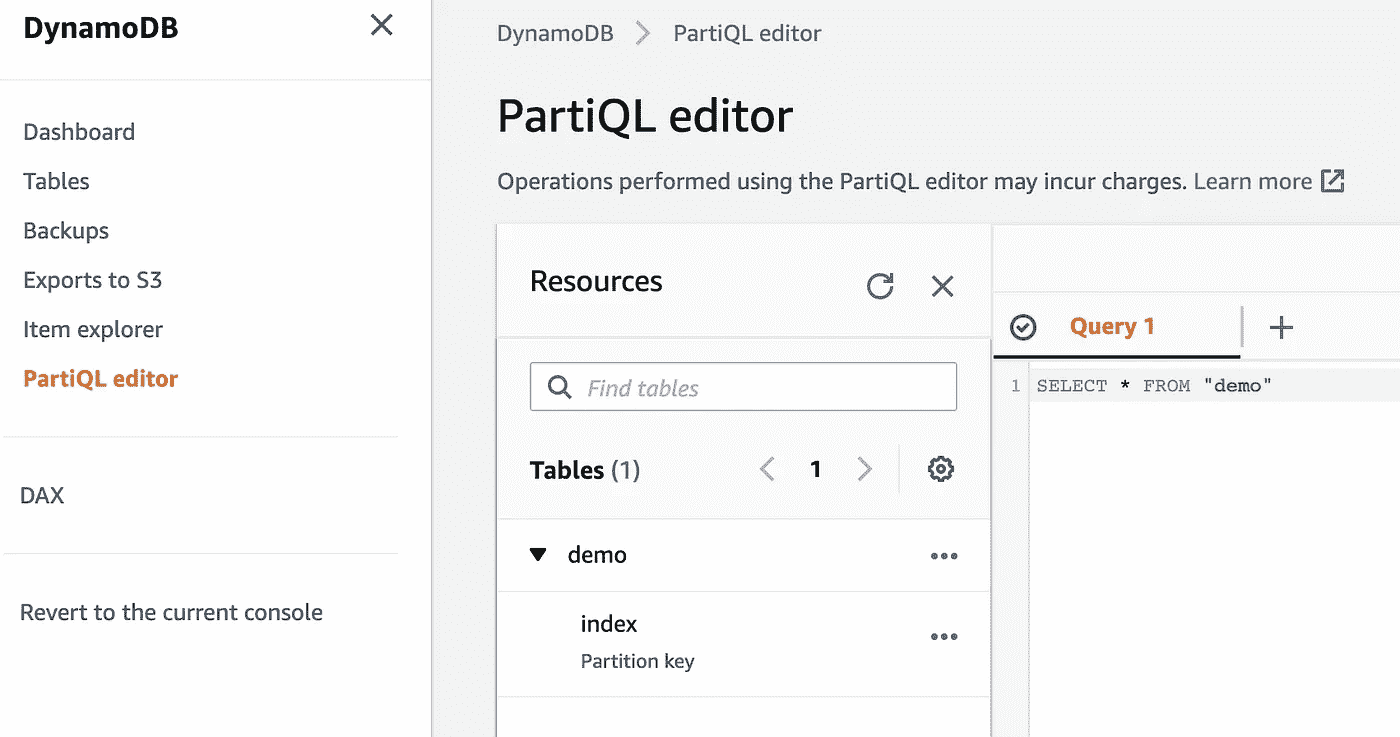 DynamoDB
Dashboard
Tables
Backups
Exports to S3
Item explorer
PartiQL editor
DAX
Revert to the current console
DynamoDB PartiQL editor
PartiQL editor
Operations performed using the PartiQL editor may incur charges. Learn more
Resources
Find tables
Tables (1) 1
demo
index
Partition key
Query 1
1 SELECT * FROM "demo"